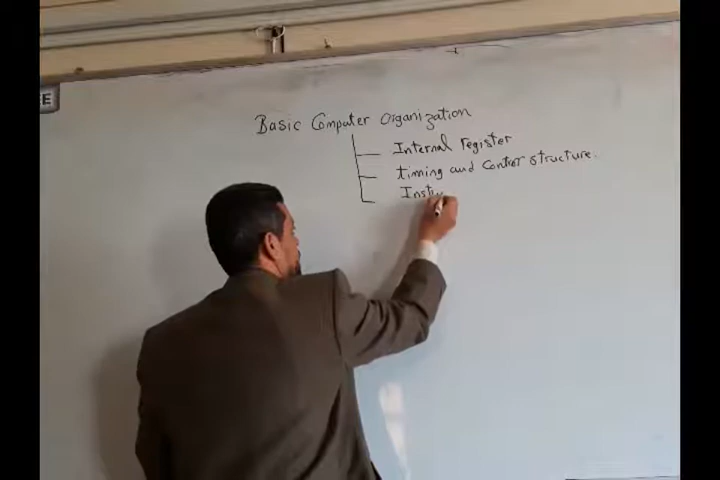 Basic Computer Organization
Internal register
timing and Control structure.
Instr
E